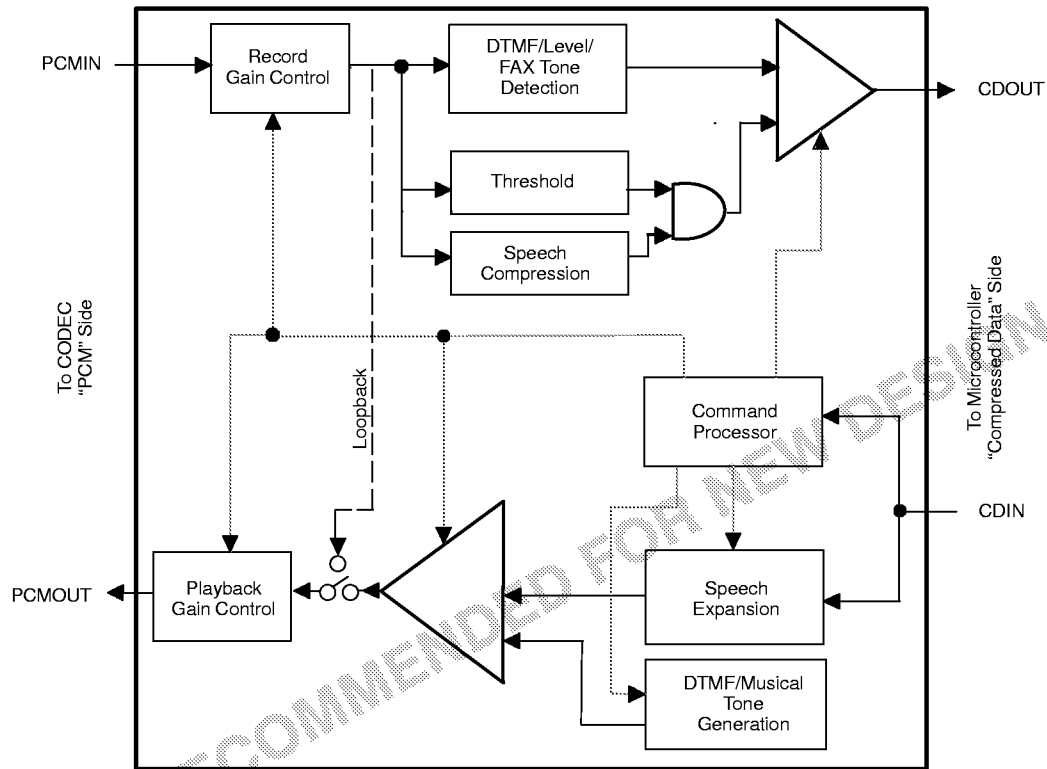 PCMIN
Record
Gain Control
DTMF/Level/
FAX Tone
Detection
CDOUT
Threshold
Speech
Compression
To CODEC
“PCM” Side
Loopback
To Microcontroller
“Compressed Data” Side
Command
Processor
CDIN
PCMOUT
Playback
Gain Control
Speech
Expansion
DTMF/Musical
Tone
Generation
ECOMMENDED FOR NEW DESIGN